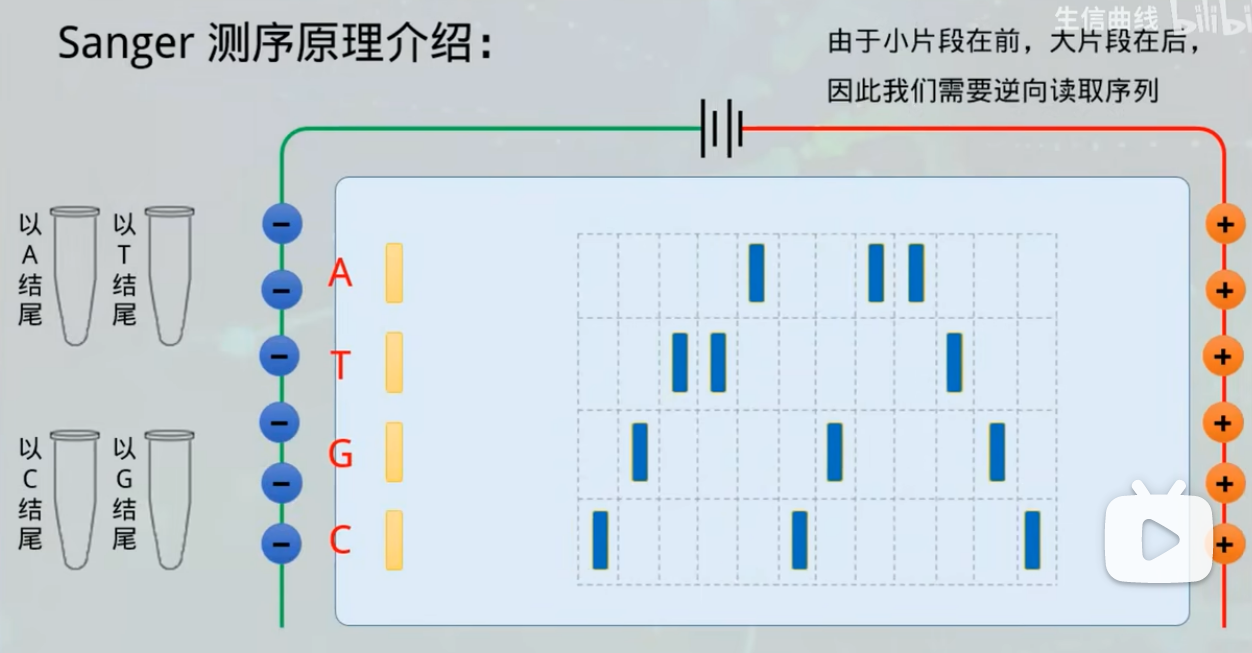 生信曲线 bilibi
Sanger 测序原理介绍：
由于小片段在前，大片段在后，
因此我们需要逆向读取序列
以A结尾
以T结尾
以C结尾
以G结尾
A
T
G
C
− +
− +
− +
− +
− +
− +